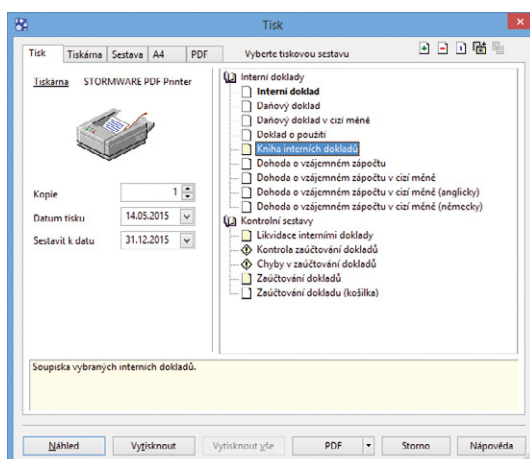 Tisk
Tisk Tiskárna Sestava A4 PDF Vyberte tiskovou sestavu
Tiskárna STORMWARE PDF Printer
Kopie 1
Datum tisku 14.05.2015
Sestavit k datu 31.12.2015
Interní doklady
Interní doklad
Daňový doklad
Daňový doklad v cizí měně
Doklad o použití
Kniha interních dokladů
Dohoda o vzájemném zápočtu
Dohoda o vzájemném zápočtu v cizí měně
Dohoda o vzájemném zápočtu v cizí měně (anglicky)
Dohoda o vzájemném zápočtu v cizí měně (německy)
Kontrolní sestavy
Likvidace interními doklady
Kontrola zaúčtování dokladů
Chyby v zaúčtování dokladů
Zaúčtování dokladů
Zaúčtování dokladu (košilka)
Soupiska vybraných interních dokladů.
Náhled Vytisknout Vytisknout vše PDF Storno Nápověda